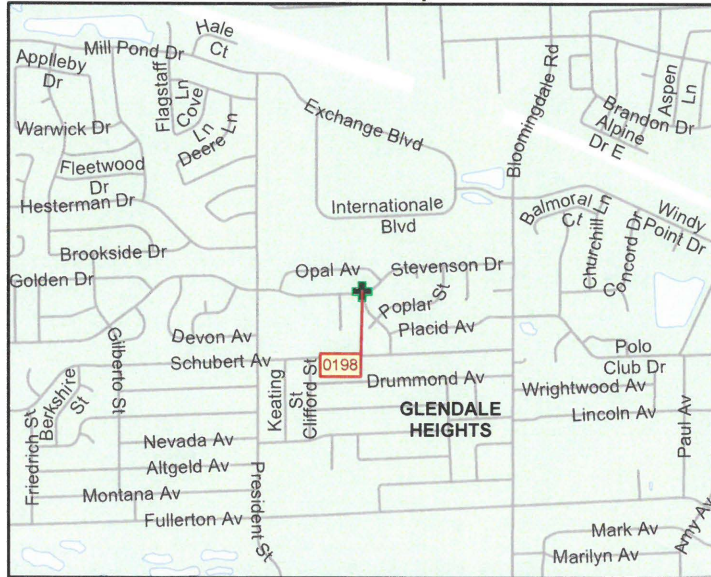 Hale
Ct
Mill Pond Dr
Applleby
Dr
Flagstaff
Ln
Cove
Ln
Deere Ln
Warwick Dr
Fleetwood
Dr
Hesterman Dr
Brookside Dr
Golden Dr
Exchange Blvd
Internationale
Blvd
Bloomingdale Rd
Aspen
Ln
Brandon Dr
Alpine
Dr E
Balmoral
Ct
Churchill Ln
Concord Dr
Windy
Point Dr
Opal Av
Stevenson Dr
Poplar St
Placid Av
Devon Av
Gilberto St
Schubert Av
0198
Drummond Av
Polo
Club Dr
Wrightwood Av
Lincoln Av
Paul Av
GLENDALE
HEIGHTS
Keating
St
Clifford St
Berkshire
St
Friedrich St
Nevada Av
Altgeld Av
Montana Av
Fullerton Av
President St
Mark Av
Amy Av
Marilyn Av